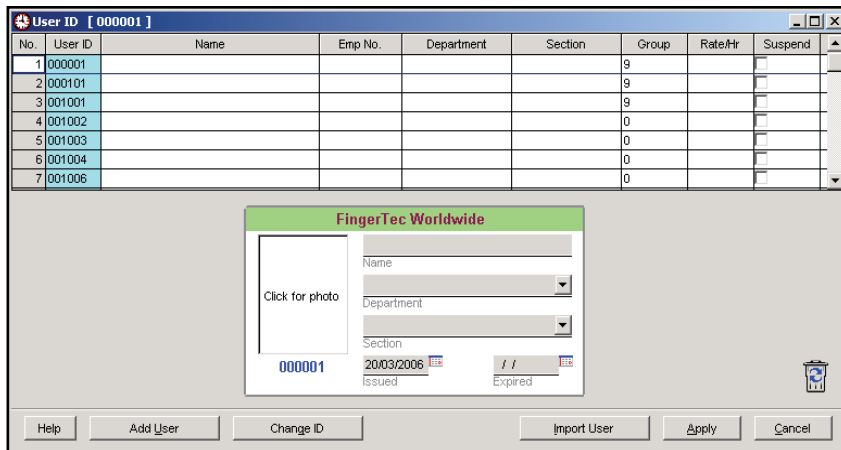 User ID [ 000001 ]
No. User ID Name Emp No. Department Section Group Rate/Hr Suspend
1 000001 9
2 000101 9
3 001001 9
4 001002 0
5 001003 0
6 001004 0
7 001006 0
FingerTec Worldwide
Name
Click for photo
Department
Section
000001 20/03/2006 / /
Issued Expired
Help Add User Change ID Import User Apply Cancel